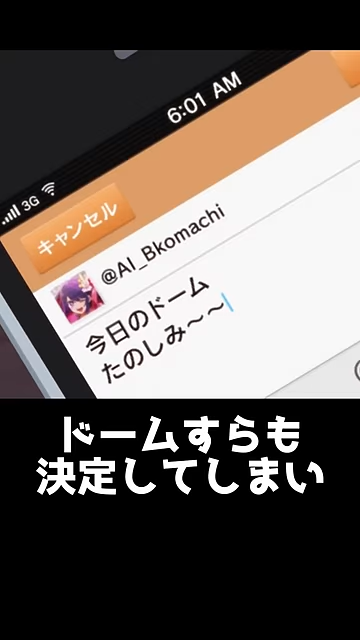 6:01 AM
3G
キャンセル
@AI_Bkomachi
今日のドーム
たのしみ〜〜
ドームすらも
決定してしまい